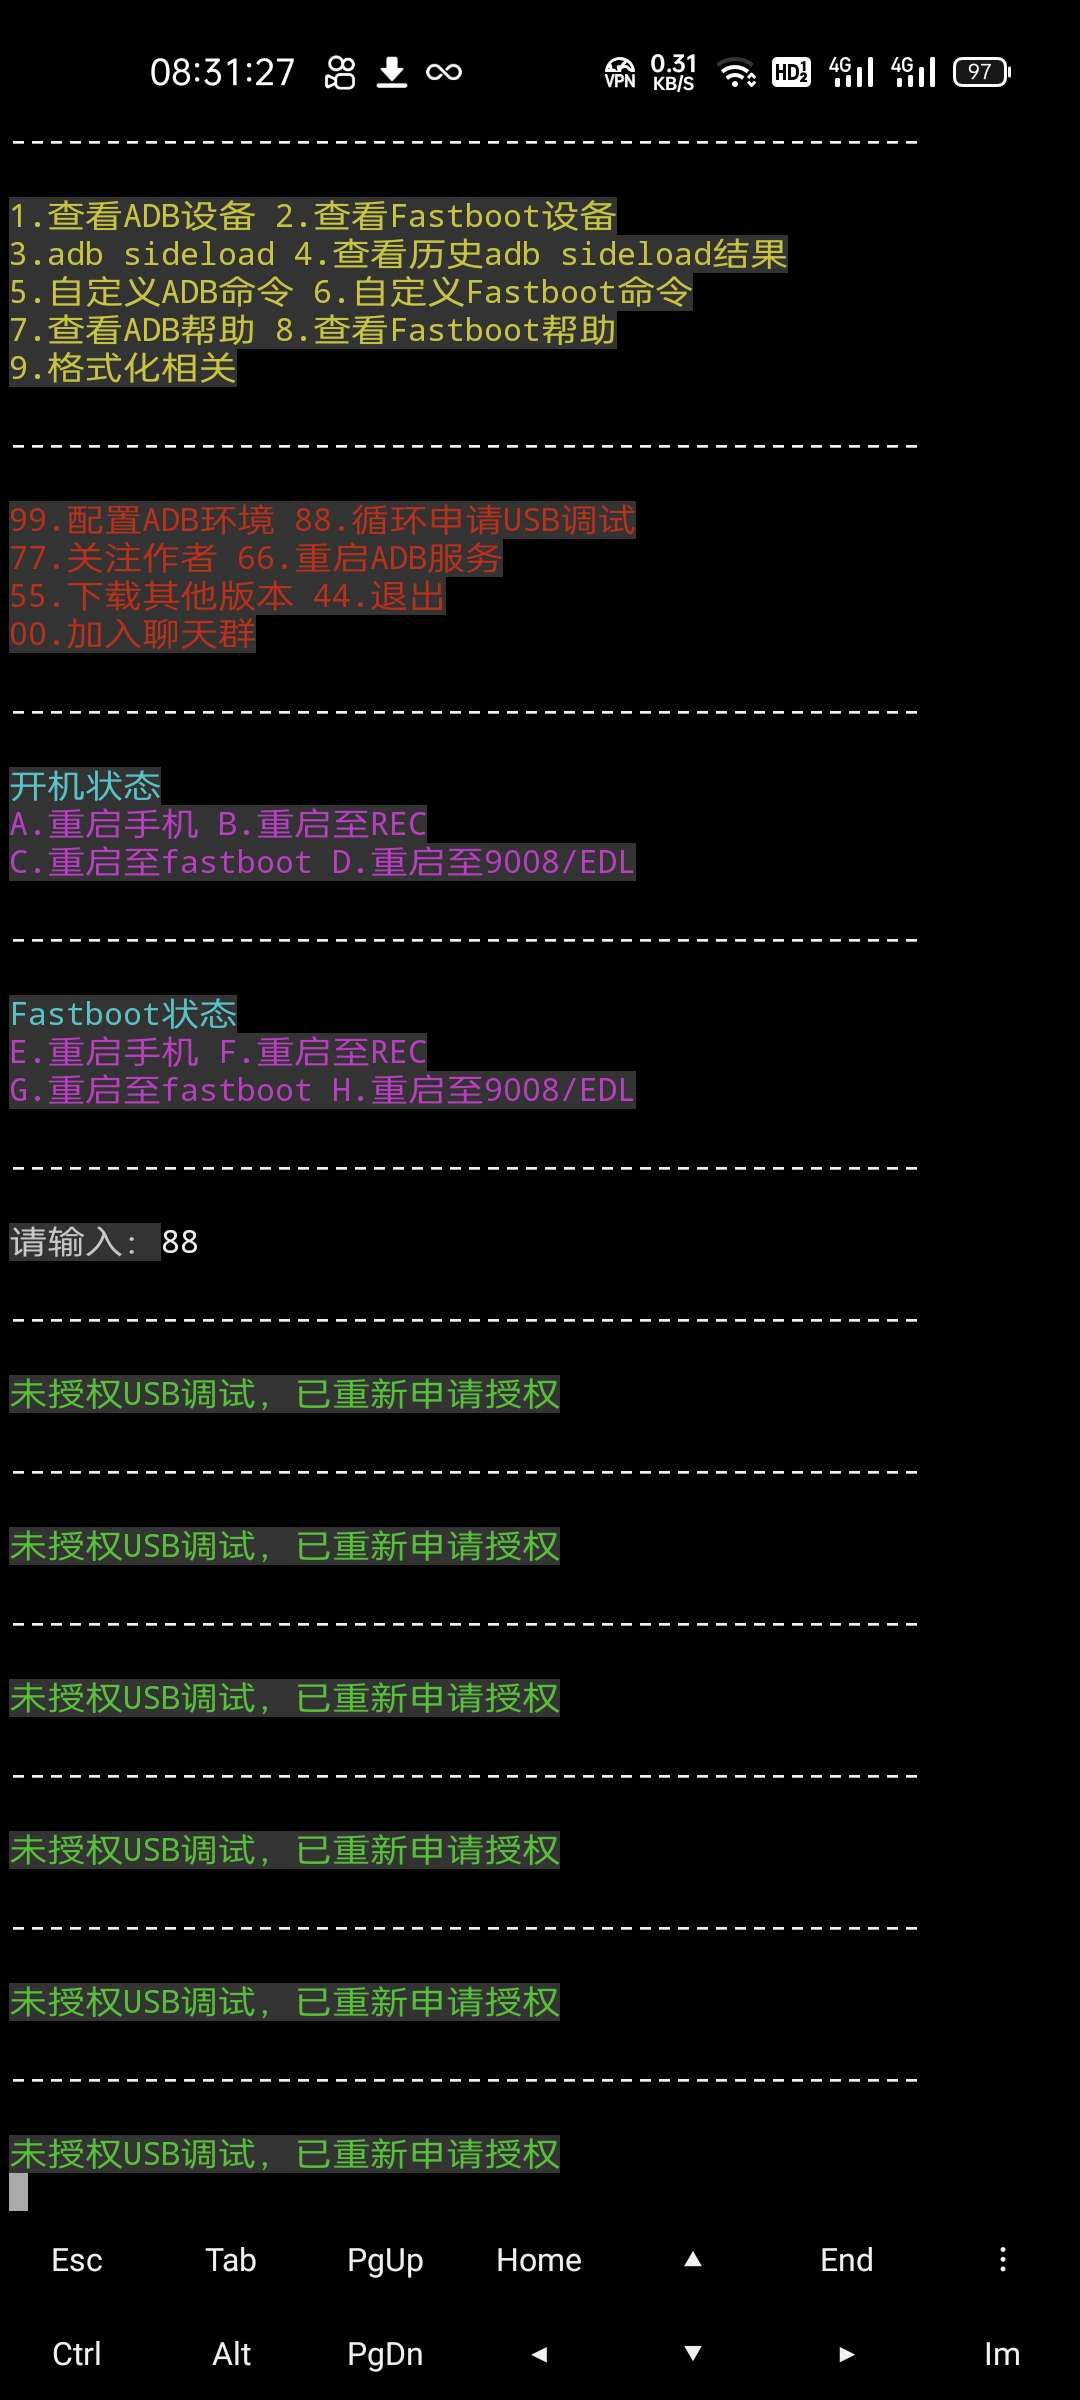 08:31:27 VPN 0.31 KB/S HD 1 2 4G 4G 97
------------------------------------------------
1.查看ADB设备 2.查看Fastboot设备
3.adb sideload 4.查看历史adb sideload结果
5.自定义ADB命令 6.自定义Fastboot命令
7.查看ADB帮助 8.查看Fastboot帮助
9.格式化相关
------------------------------------------------
99.配置ADB环境 88.循环申请USB调试
77.关注作者 66.重启ADB服务
55.下载其他版本 44.退出
00.加入聊天群
------------------------------------------------
开机状态
A.重启手机 B.重启至REC
C.重启至fastboot D.重启至9008/EDL
------------------------------------------------
Fastboot状态
E.重启手机 F.重启至REC
G.重启至fastboot H.重启至9008/EDL
------------------------------------------------
请输入：88
------------------------------------------------
未授权USB调试，已重新申请授权
------------------------------------------------
未授权USB调试，已重新申请授权
------------------------------------------------
未授权USB调试，已重新申请授权
------------------------------------------------
未授权USB调试，已重新申请授权
------------------------------------------------
未授权USB调试，已重新申请授权
------------------------------------------------
未授权USB调试，已重新申请授权
Esc Tab PgUp Home ▲ End ⋮
Ctrl Alt PgDn ◄ ▼ ► Im